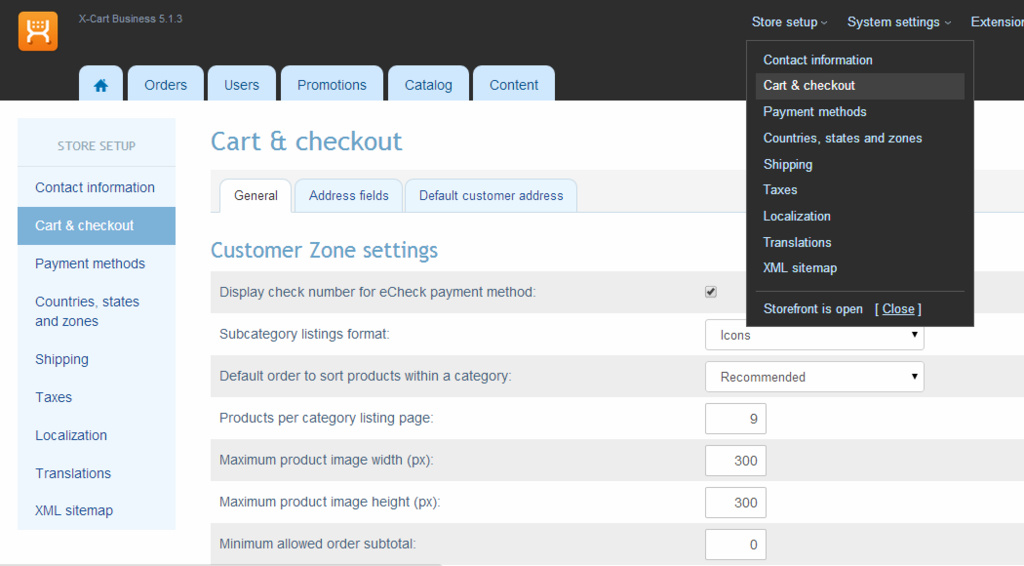 X-Cart Business 5.1.3
Store setup
System settings
Extension
Orders
Users
Promotions
Catalog
Content
Contact information
Cart & checkout
Payment methods
Countries, states and zones
Shipping
Taxes
Localization
Translations
XML sitemap
Storefront is open [ Close ]
STORE SETUP
Contact information
Cart & checkout
Payment methods
Countries, states
and zones
Shipping
Taxes
Localization
Translations
XML sitemap
Cart & checkout
General
Address fields
Default customer address
Customer Zone settings
Display check number for eCheck payment method:
Subcategory listings format:
Icons
Default order to sort products within a category:
Recommended
Products per category listing page:
9
Maximum product image width (px):
300
Maximum product image height (px):
300
Minimum allowed order subtotal:
0